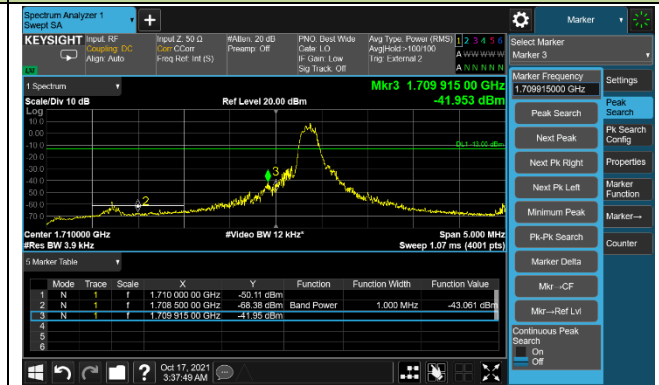 Spectrum Analyzer 1
Swept SA
+
Marker
KEYSIGHT
Input: RF
Coupling: DC
Align: Auto
Input Z: 50 Ω
Corr CCorr
Freq Ref: Int (S)
#Atten: 20 dB
Preamp: Off
PNO: Best Wide
Gate: LO
IF Gain: Low
Sig Track: Off
Avg Type: Power (RMS)
Avg|Hold:>100/100
Trig: External 2
1 2 3 4 5 6
A W W W W W
A N N N N N
LXI
Select Marker
Marker 3
1 Spectrum
Scale/Div 10 dB
Log
Ref Level 20.00 dBm
Mkr3 1.709 915 00 GHz
-41.953 dBm
10.0
0.00
-10.0
-20.0
-30.0
-40.0
-50.0
-60.0
-70.0
DL1 -13.00 dBm
3
2
Center 1.710000 GHz
#Res BW 3.9 kHz
#Video BW 12 kHz*
Span 5.000 MHz
Sweep 1.07 ms (4001 pts)
5 Marker Table
Mode Trace Scale X Y Function Function Width Function Value
1 N 1 f 1.710 000 00 GHz -50.11 dBm
2 N 1 f 1.708 500 00 GHz -68.38 dBm Band Power 1.000 MHz -43.061 dBm
3 N 1 f 1.709 915 00 GHz -41.95 dBm
4
5
6
Marker Frequency
1.709915000 GHz
Peak Search
Next Peak
Next Pk Right
Next Pk Left
Minimum Peak
Pk-Pk Search
Marker Delta
Mkr→CF
Mkr→Ref Lvl
Continuous Peak
Search
On
Off
Settings
Peak
Search
Pk Search
Config
Properties
Marker
Function
Marker→
Counter
?
Oct 17, 2021
3:37:49 AM